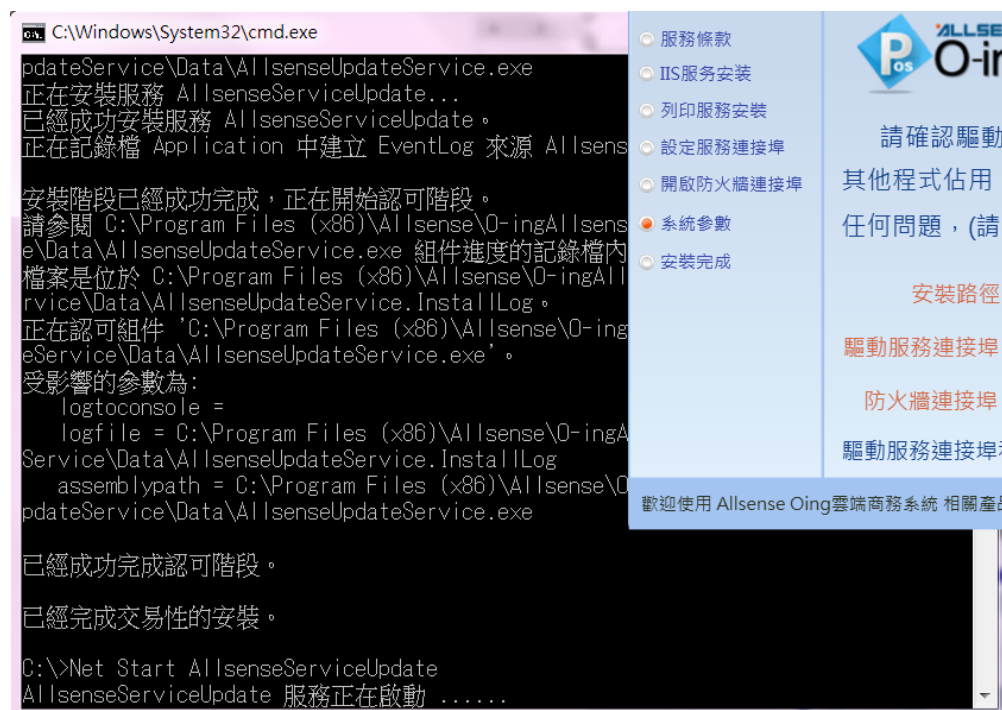 C:\Windows\System32\cmd.exe
pdateService\Data\AllsenseUpdateService.exe
正在安裝服務 AllsenseServiceUpdate...
已經成功安裝服務 AllsenseServiceUpdate。
正在記錄檔 Application 中建立 EventLog 來源 Allsens
安裝階段已經成功完成，正在開始認可階段。
請參閱 C:\Program Files (x86)\Allsense\O-ingAllsens
e\Data\AllsenseUpdateService.exe 組件進度的記錄檔內
檔案是位於 C:\Program Files (x86)\Allsense\O-ingAll
rvice\Data\AllsenseUpdateService.InstallLog。
正在認可組件 'C:\Program Files (x86)\Allsense\O-ing
eService\Data\AllsenseUpdateService.exe'。
受影響的參數為:
logtoconsole =
logfile = C:\Program Files (x86)\Allsense\O-ingA
Service\Data\AllsenseUpdateService.InstallLog
assemblypath = C:\Program Files (x86)\Allsense\O
pdateService\Data\AllsenseUpdateService.exe
已經成功完成認可階段。
已經完成交易性的安裝。
C:\>Net Start AllsenseServiceUpdate
AllsenseServiceUpdate 服務正在啟動 ......
服務條款
IIS服务安装
列印服務安裝
設定服務連接埠
開啟防火牆連接埠
系統參數
安裝完成
Pos
ALLSE
O-in
請確認驅動
其他程式佔用
任何問題，(請
安裝路徑
驅動服務連接埠
防火牆連接埠
驅動服務連接埠
歡迎使用 Allsense Oing雲端商務系統 相關產品